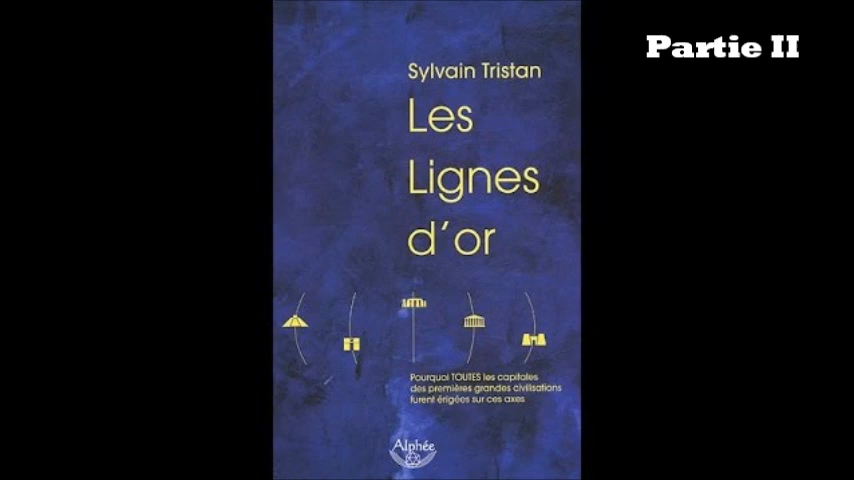 Partie II
Sylvain Tristan
Les
Lignes
d'or
Pourquoi TOUTES les capitales
des premières grandes civilisations
furent érigées sur ces axes
Alphée